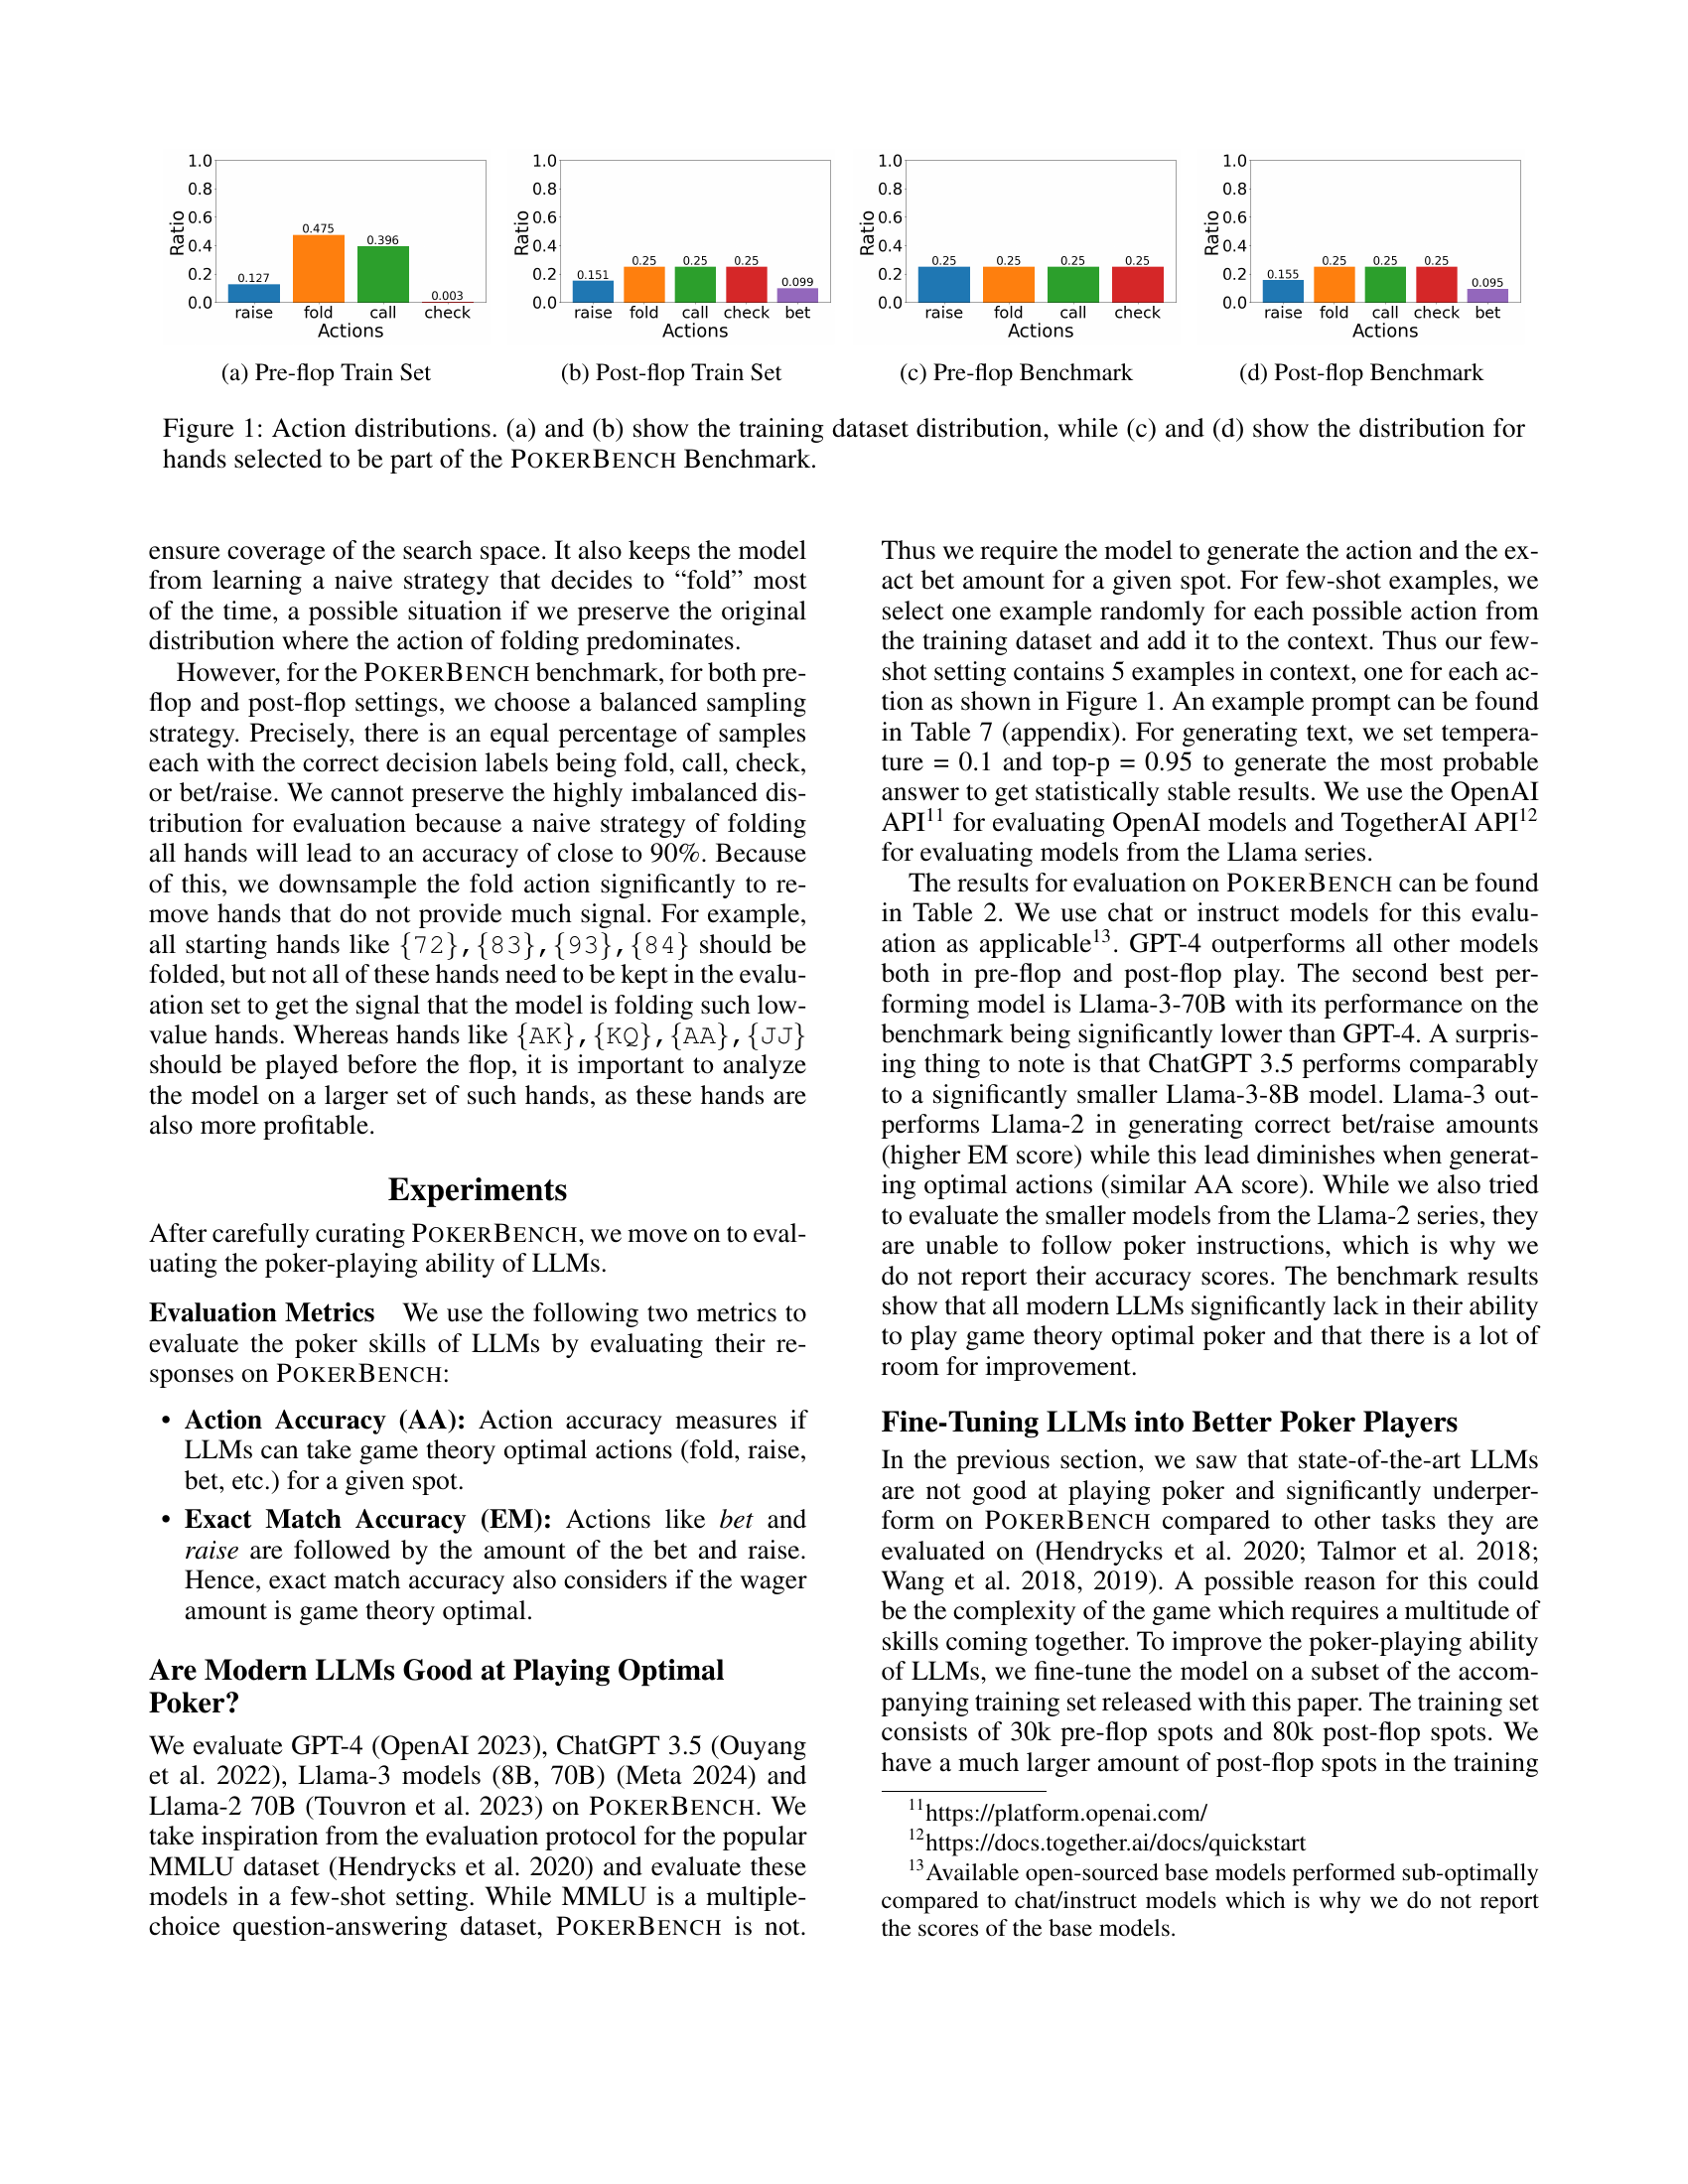 1.0
0.8
0.6
0.4
0.2
0.0
Ratio
0.127
0.475
0.396
0.003
raise fold call check
Actions
(a) Pre-flop Train Set
1.0
0.8
0.6
0.4
0.2
0.0
Ratio
0.151
0.25
0.25
0.25
0.099
raise fold call check bet
Actions
(b) Post-flop Train Set
1.0
0.8
0.6
0.4
0.2
0.0
Ratio
0.25
0.25
0.25
0.25
raise fold call check
Actions
(c) Pre-flop Benchmark
1.0
0.8
0.6
0.4
0.2
0.0
Ratio
0.155
0.25
0.25
0.25
0.095
raise fold call check bet
Actions
(d) Post-flop Benchmark
Figure 1: Action distributions. (a) and (b) show the training dataset distribution, while (c) and (d) show the distribution for
hands selected to be part of the POKERBENCH Benchmark.
ensure coverage of the search space. It also keeps the model
from learning a naive strategy that decides to “fold” most
of the time, a possible situation if we preserve the original
distribution where the action of folding predominates.
However, for the POKERBENCH benchmark, for both pre-
flop and post-flop settings, we choose a balanced sampling
strategy. Precisely, there is an equal percentage of samples
each with the correct decision labels being fold, call, check,
or bet/raise. We cannot preserve the highly imbalanced dis-
tribution for evaluation because a naive strategy of folding
all hands will lead to an accuracy of close to 90%. Because
of this, we downsample the fold action significantly to re-
move hands that do not provide much signal. For example,
all starting hands like {72},{83},{93},{84} should be
folded, but not all of these hands need to be kept in the evalu-
ation set to get the signal that the model is folding such low-
value hands. Whereas hands like {AK},{KQ},{AA},{JJ}
should be played before the flop, it is important to analyze
the model on a larger set of such hands, as these hands are
also more profitable.
Experiments
After carefully curating POKERBENCH, we move on to eval-
uating the poker-playing ability of LLMs.
Evaluation Metrics We use the following two metrics to
evaluate the poker skills of LLMs by evaluating their re-
sponses on POKERBENCH:
• Action Accuracy (AA): Action accuracy measures if
LLMs can take game theory optimal actions (fold, raise,
bet, etc.) for a given spot.
• Exact Match Accuracy (EM): Actions like bet and
raise are followed by the amount of the bet and raise.
Hence, exact match accuracy also considers if the wager
amount is game theory optimal.
Are Modern LLMs Good at Playing Optimal
Poker?
We evaluate GPT-4 (OpenAI 2023), ChatGPT 3.5 (Ouyang
et al. 2022), Llama-3 models (8B, 70B) (Meta 2024) and
Llama-2 70B (Touvron et al. 2023) on POKERBENCH. We
take inspiration from the evaluation protocol for the popular
MMLU dataset (Hendrycks et al. 2020) and evaluate these
models in a few-shot setting. While MMLU is a multiple-
choice question-answering dataset, POKERBENCH is not.
Thus we require the model to generate the action and the ex-
act bet amount for a given spot. For few-shot examples, we
select one example randomly for each possible action from
the training dataset and add it to the context. Thus our few-
shot setting contains 5 examples in context, one for each ac-
tion as shown in Figure 1. An example prompt can be found
in Table 7 (appendix). For generating text, we set tempera-
ture = 0.1 and top-p = 0.95 to generate the most probable
answer to get statistically stable results. We use the OpenAI
API11 for evaluating OpenAI models and TogetherAI API12
for evaluating models from the Llama series.
The results for evaluation on POKERBENCH can be found
in Table 2. We use chat or instruct models for this evalu-
ation as applicable13. GPT-4 outperforms all other models
both in pre-flop and post-flop play. The second best per-
forming model is Llama-3-70B with its performance on the
benchmark being significantly lower than GPT-4. A surpris-
ing thing to note is that ChatGPT 3.5 performs comparably
to a significantly smaller Llama-3-8B model. Llama-3 out-
performs Llama-2 in generating correct bet/raise amounts
(higher EM score) while this lead diminishes when generat-
ing optimal actions (similar AA score). While we also tried
to evaluate the smaller models from the Llama-2 series, they
are unable to follow poker instructions, which is why we
do not report their accuracy scores. The benchmark results
show that all modern LLMs significantly lack in their ability
to play game theory optimal poker and that there is a lot of
room for improvement.
Fine-Tuning LLMs into Better Poker Players
In the previous section, we saw that state-of-the-art LLMs
are not good at playing poker and significantly underper-
form on POKERBENCH compared to other tasks they are
evaluated on (Hendrycks et al. 2020; Talmor et al. 2018;
Wang et al. 2018, 2019). A possible reason for this could
be the complexity of the game which requires a multitude of
skills coming together. To improve the poker-playing ability
of LLMs, we fine-tune the model on a subset of the accom-
panying training set released with this paper. The training set
consists of 30k pre-flop spots and 80k post-flop spots. We
have a much larger amount of post-flop spots in the training
11https://platform.openai.com/
12https://docs.together.ai/docs/quickstart
13Available open-sourced base models performed sub-optimally
compared to chat/instruct models which is why we do not report
the scores of the base models.